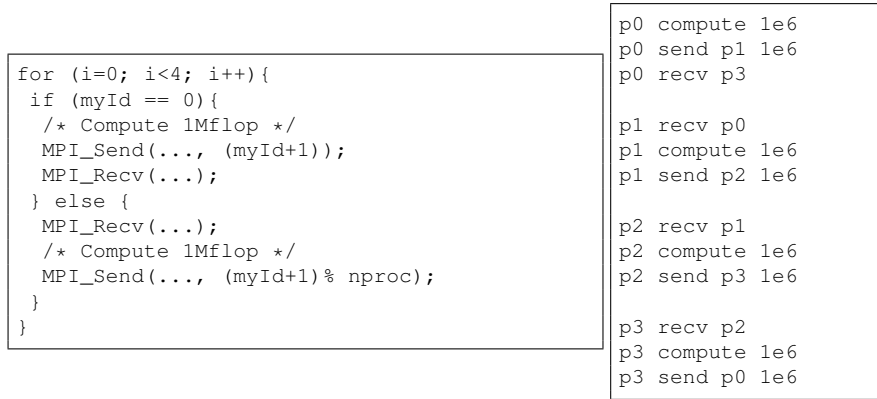 for (i=0; i<4; i++){
 if (myId == 0){
  /* Compute 1Mflop */
  MPI_Send(..., (myId+1));
  MPI_Recv(...);
 } else {
  MPI_Recv(...);
  /* Compute 1Mflop */
  MPI_Send(..., (myId+1)% nproc);
 }
}
p0 compute 1e6
p0 send p1 1e6
p0 recv p3
p1 recv p0
p1 compute 1e6
p1 send p2 1e6
p2 recv p1
p2 compute 1e6
p2 send p3 1e6
p3 recv p2
p3 compute 1e6
p3 send p0 1e6